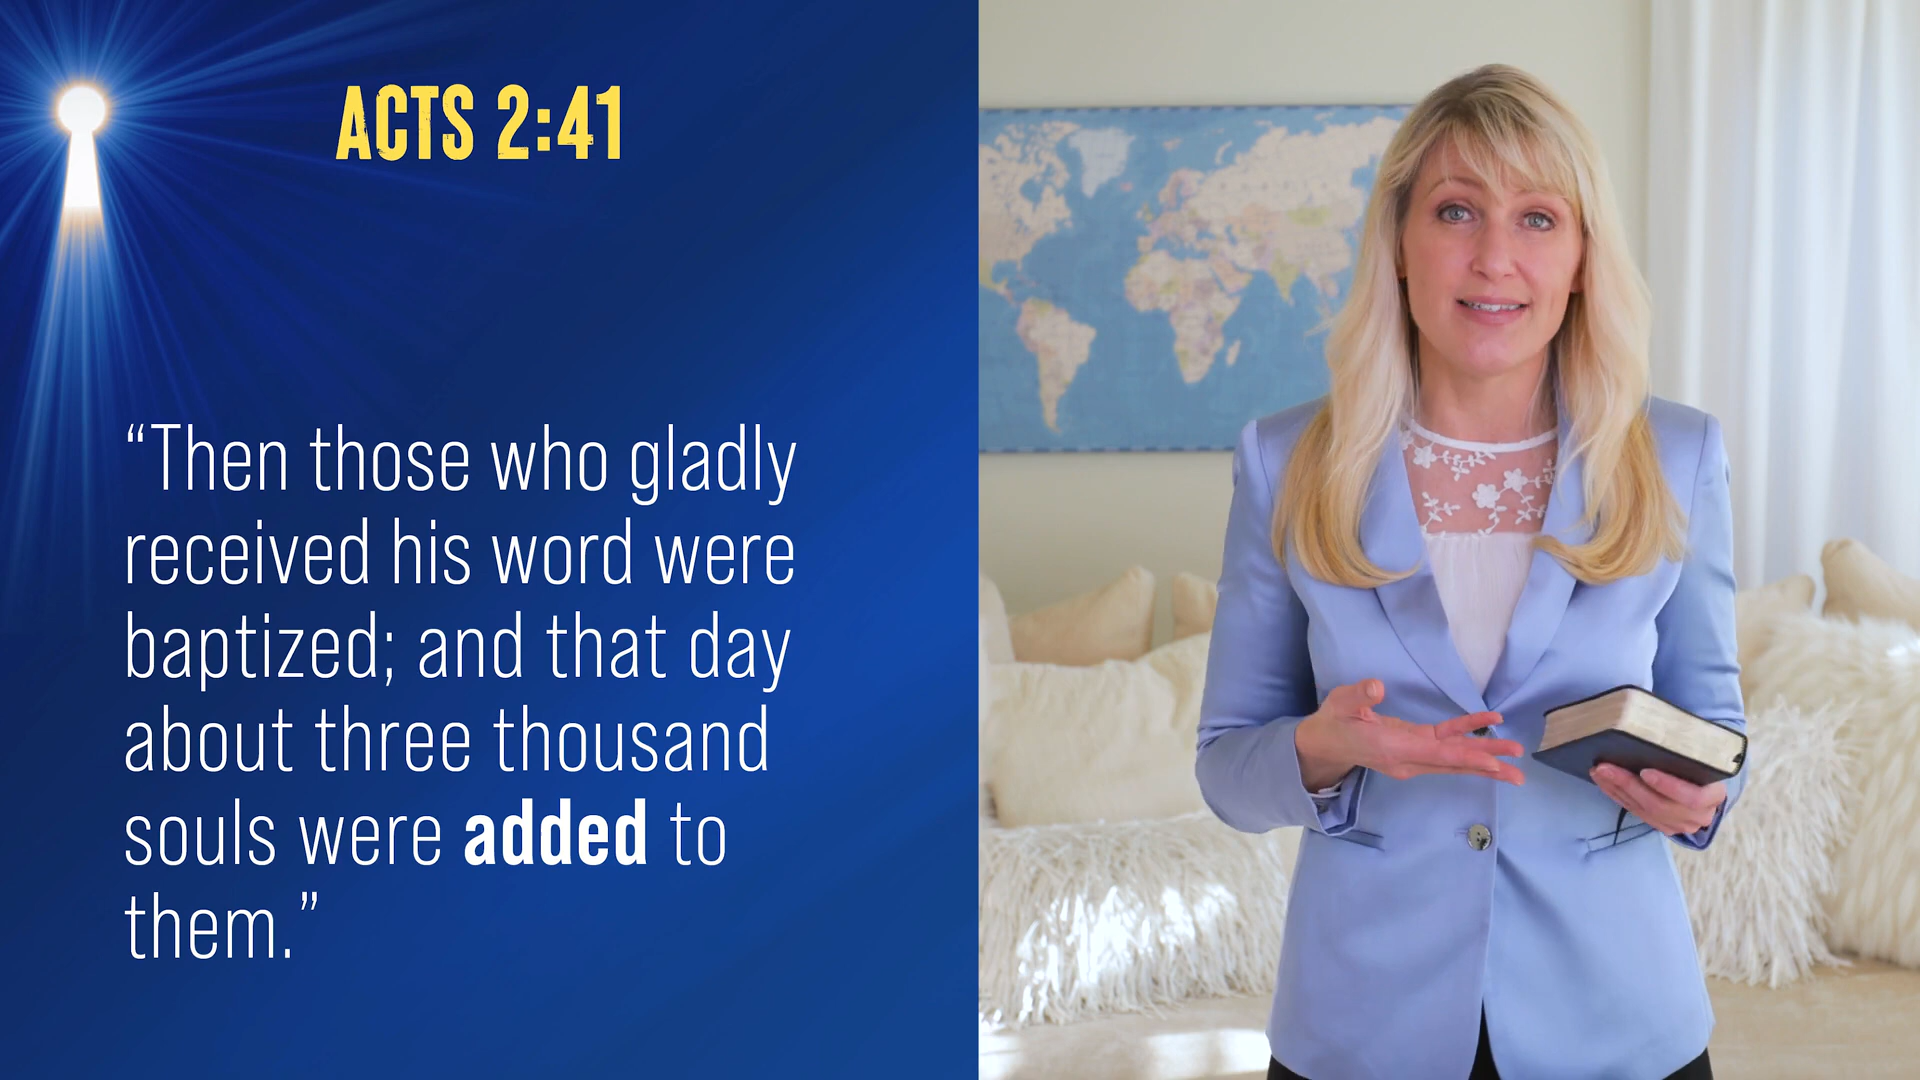 ACTS 2:41
“Then those who gladly
received his word were
baptized; and that day
about three thousand
souls were added to
them.”